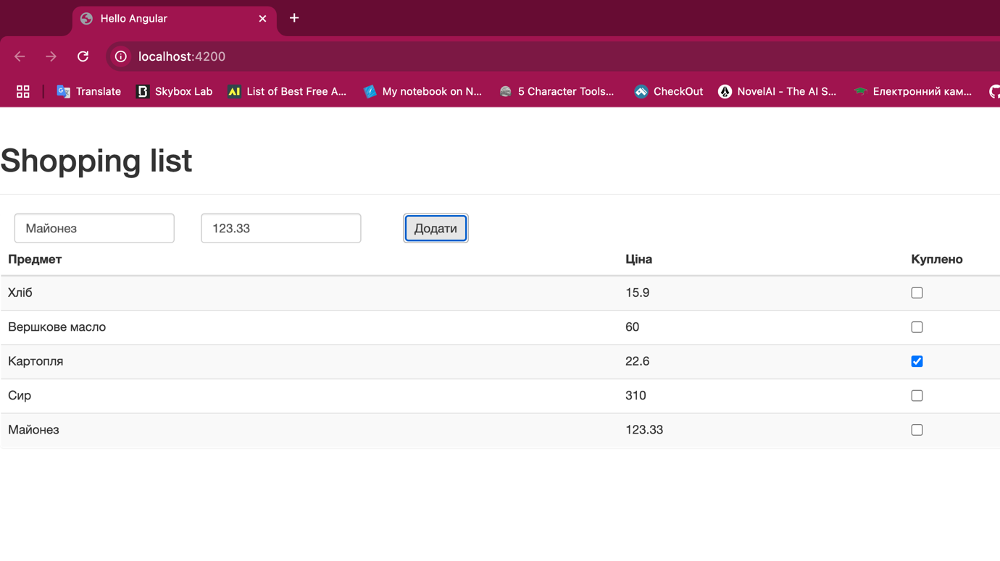 Hello Angular
localhost:4200
Translate Skybox Lab List of Best Free A... My notebook on N... 5 Character Tools... CheckOut NovelAI - The AI S... Електронний кам...
Shopping list
Майонез 123.33 Додати
Предмет Ціна Куплено
Хліб 15.9
Вершкове масло 60
Картопля 22.6
Сир 310
Майонез 123.33